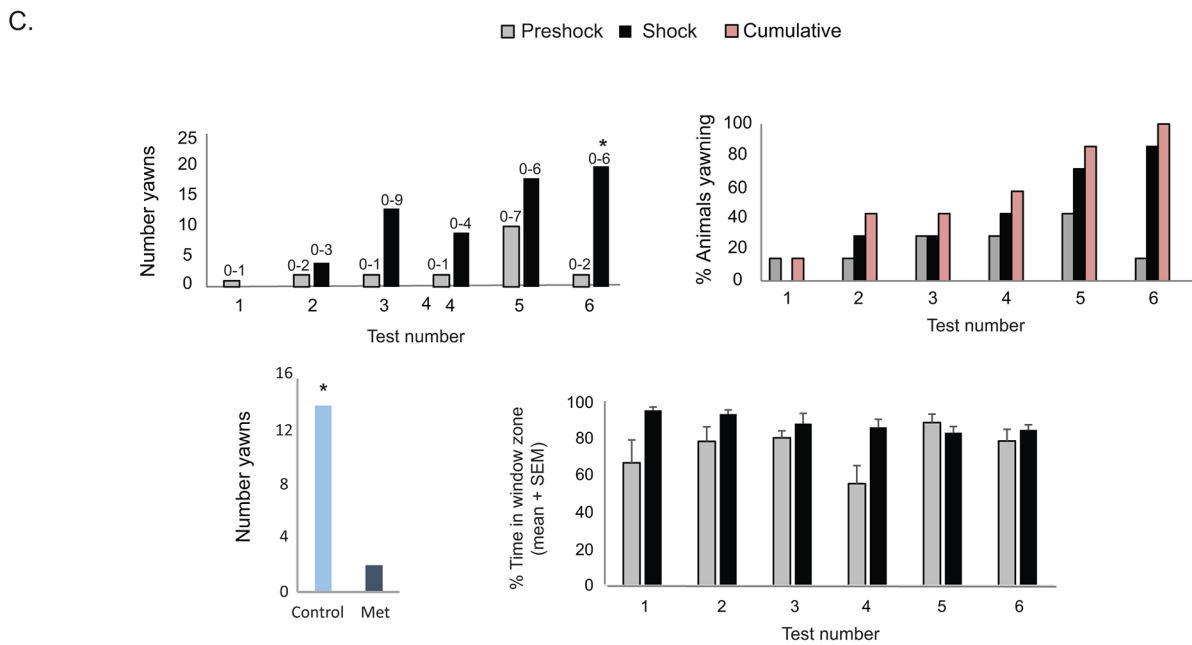 C.
Preshock Shock Cumulative
Number yawns
25
20
15
10
5
0
0-1
0-2
0-3
0-1
0-9
0-1
0-4
0-7
0-6
0-2
0-6
*
1 2 3 4 4 5 6
Test number
% Animals yawning
100
80
60
40
20
0
1 2 3 4 5 6
Test number
Number yawns
16
12
8
4
0
*
Control Met
% Time in window zone
(mean + SEM)
100
80
60
40
20
0
1 2 3 4 5 6
Test number